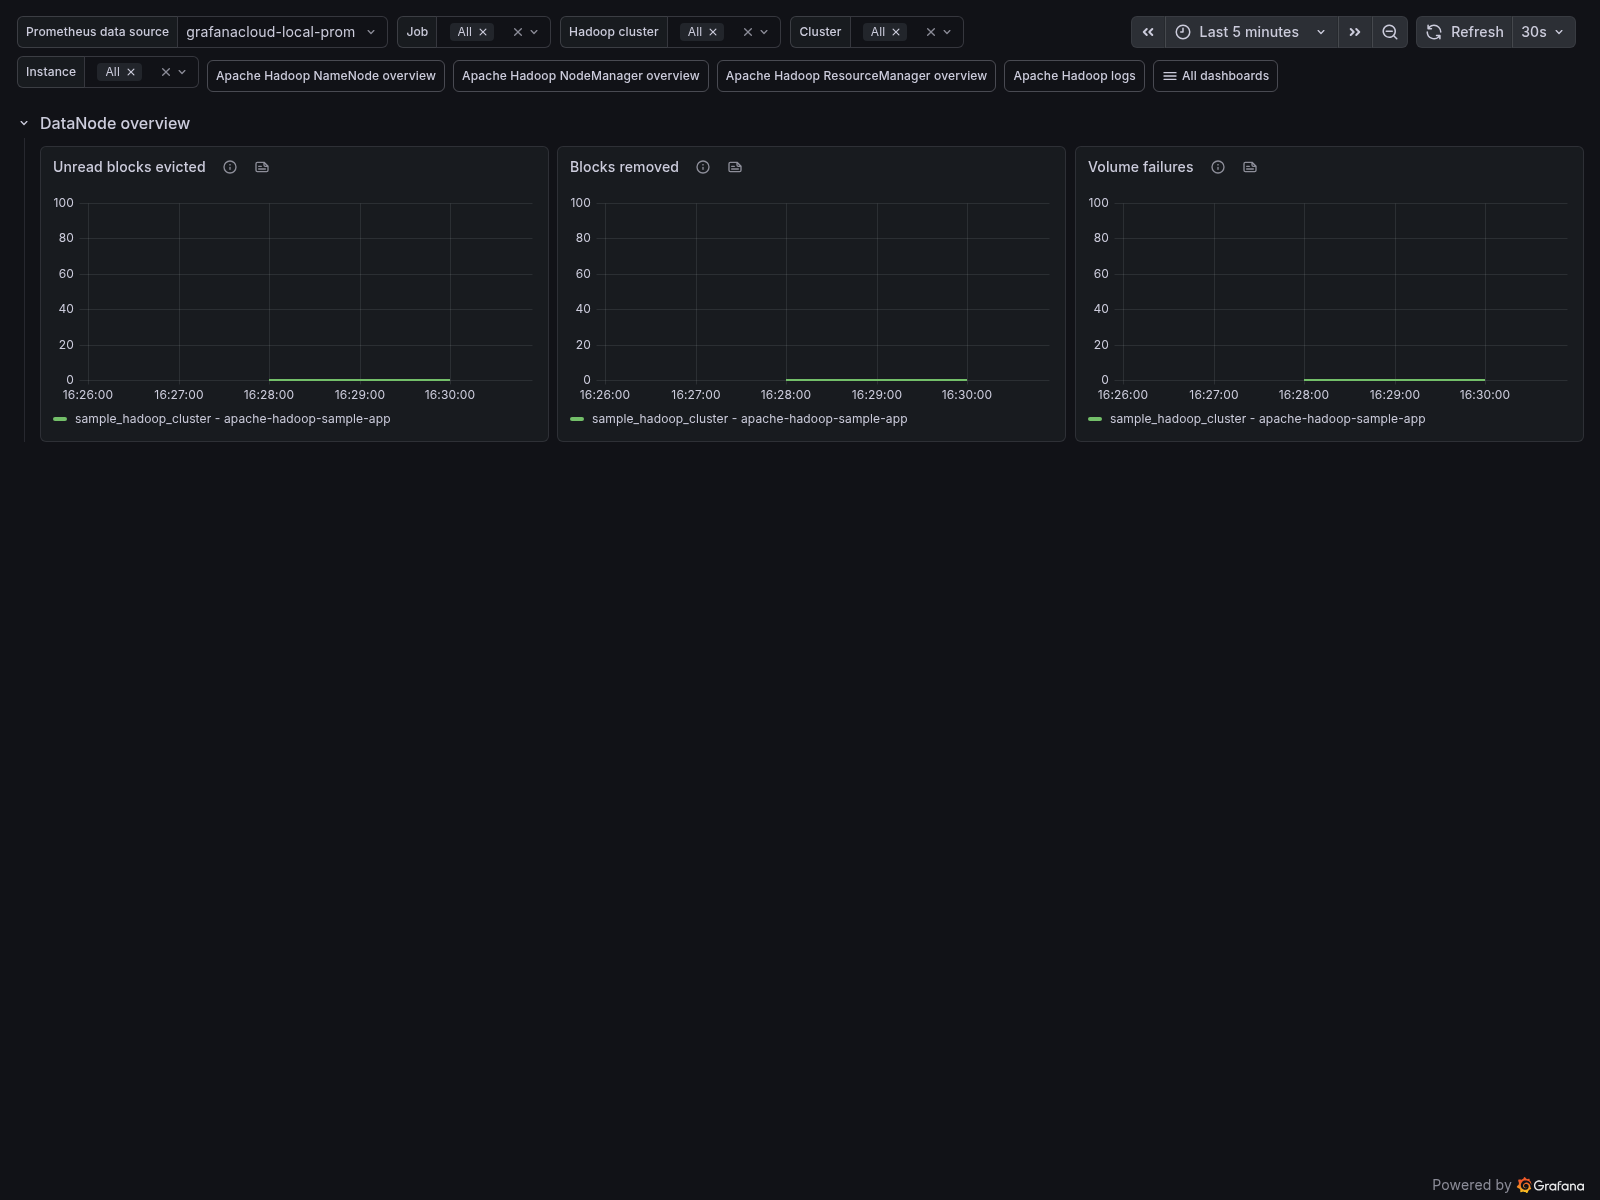 Prometheus data source grafanacloud-local-prom Job All Hadoop cluster All Cluster All Last 5 minutes Refresh 30s
Instance All Apache Hadoop NameNode overview Apache Hadoop NodeManager overview Apache Hadoop ResourceManager overview Apache Hadoop logs All dashboards
DataNode overview
Unread blocks evicted
100
80
60
40
20
0
16:26:00 16:27:00 16:28:00 16:29:00 16:30:00
sample_hadoop_cluster - apache-hadoop-sample-app
Blocks removed
100
80
60
40
20
0
16:26:00 16:27:00 16:28:00 16:29:00 16:30:00
sample_hadoop_cluster - apache-hadoop-sample-app
Volume failures
100
80
60
40
20
0
16:26:00 16:27:00 16:28:00 16:29:00 16:30:00
sample_hadoop_cluster - apache-hadoop-sample-app
Powered by Grafana